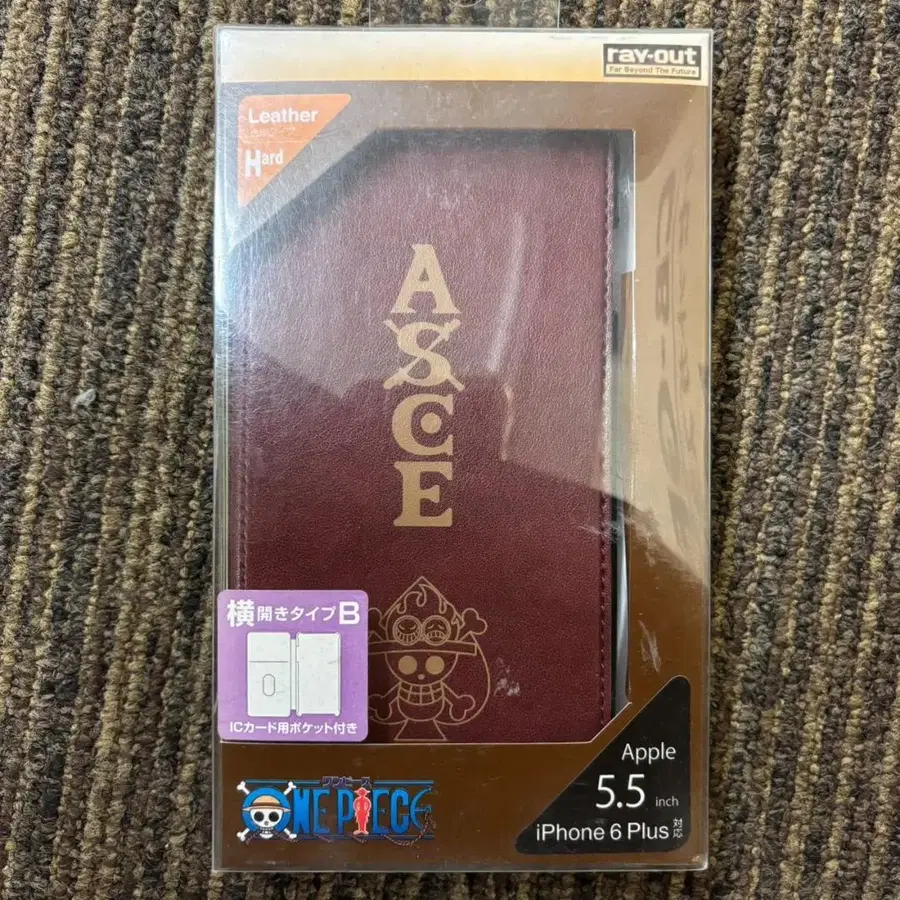 ray-out
Far Beyond The Future
Leather
Hard
A
S
C
E
横開きタイプB
ICカード用ポケット付き
ワンピース
ONE PIECE
Apple
5.5 inch
iPhone 6 Plus 対応